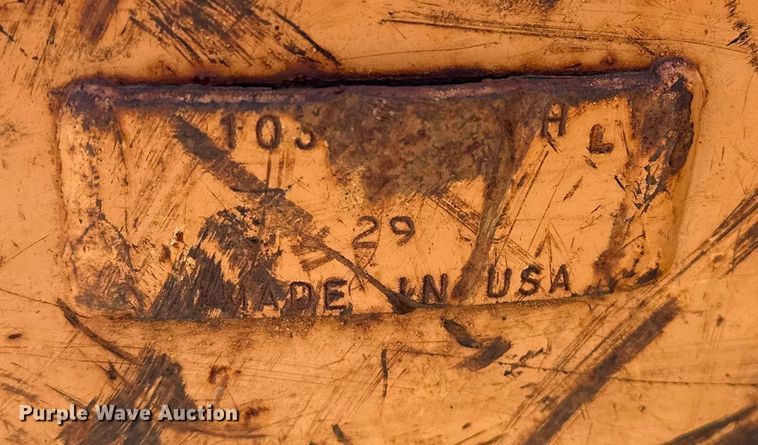 103 HL
29
MADE IN USA
Purple Wave Auction